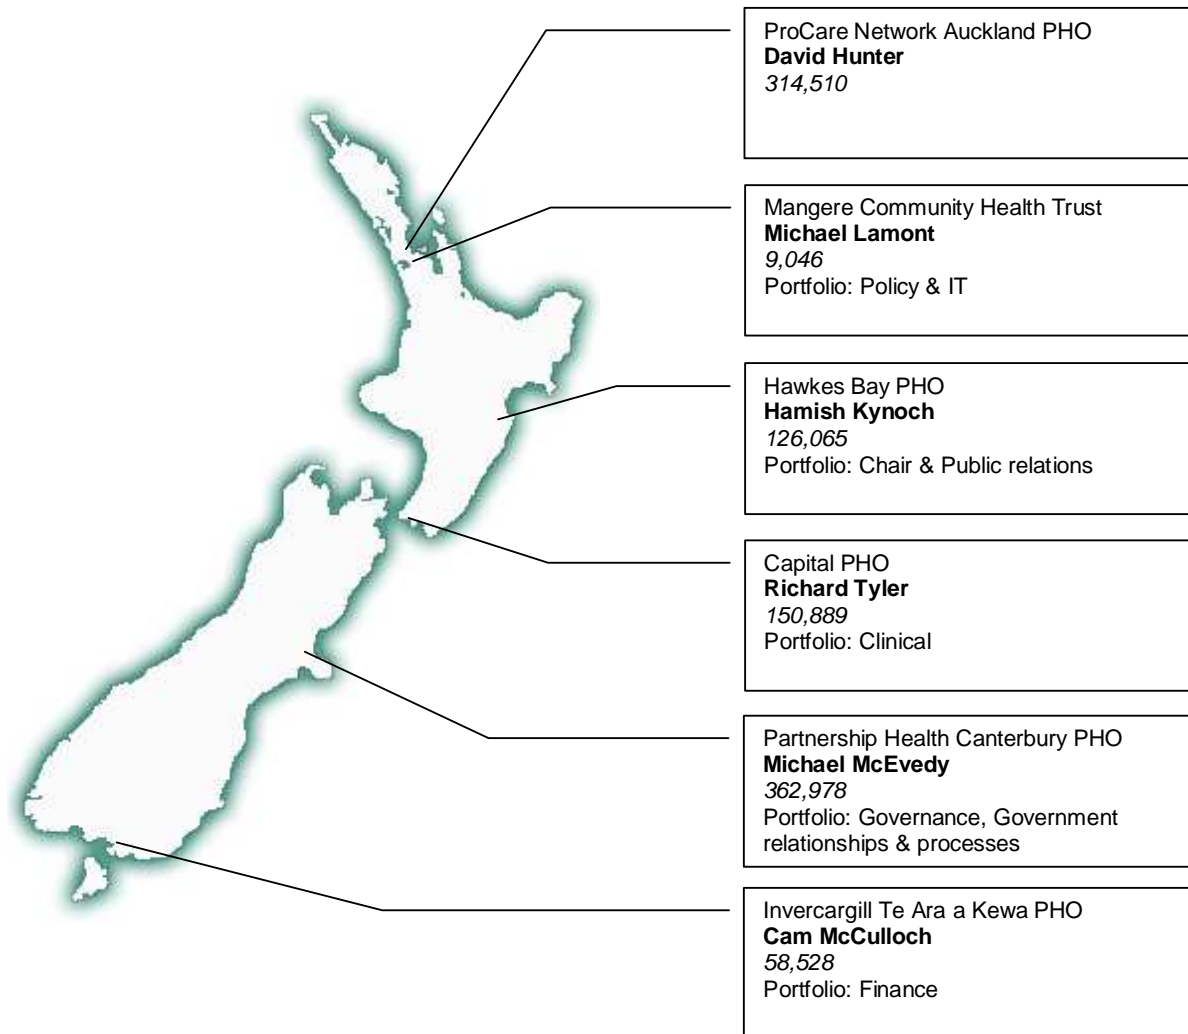 ProCare Network Auckland PHO
David Hunter
314,510
Mangere Community Health Trust
Michael Lamont
9,046
Portfolio: Policy & IT
Hawkes Bay PHO
Hamish Kynoch
126,065
Portfolio: Chair & Public relations
Capital PHO
Richard Tyler
150,889
Portfolio: Clinical
Partnership Health Canterbury PHO
Michael McEvedy
362,978
Portfolio: Governance, Government
relationships & processes
Invercargill Te Ara a Kewa PHO
Cam McCulloch
58,528
Portfolio: Finance